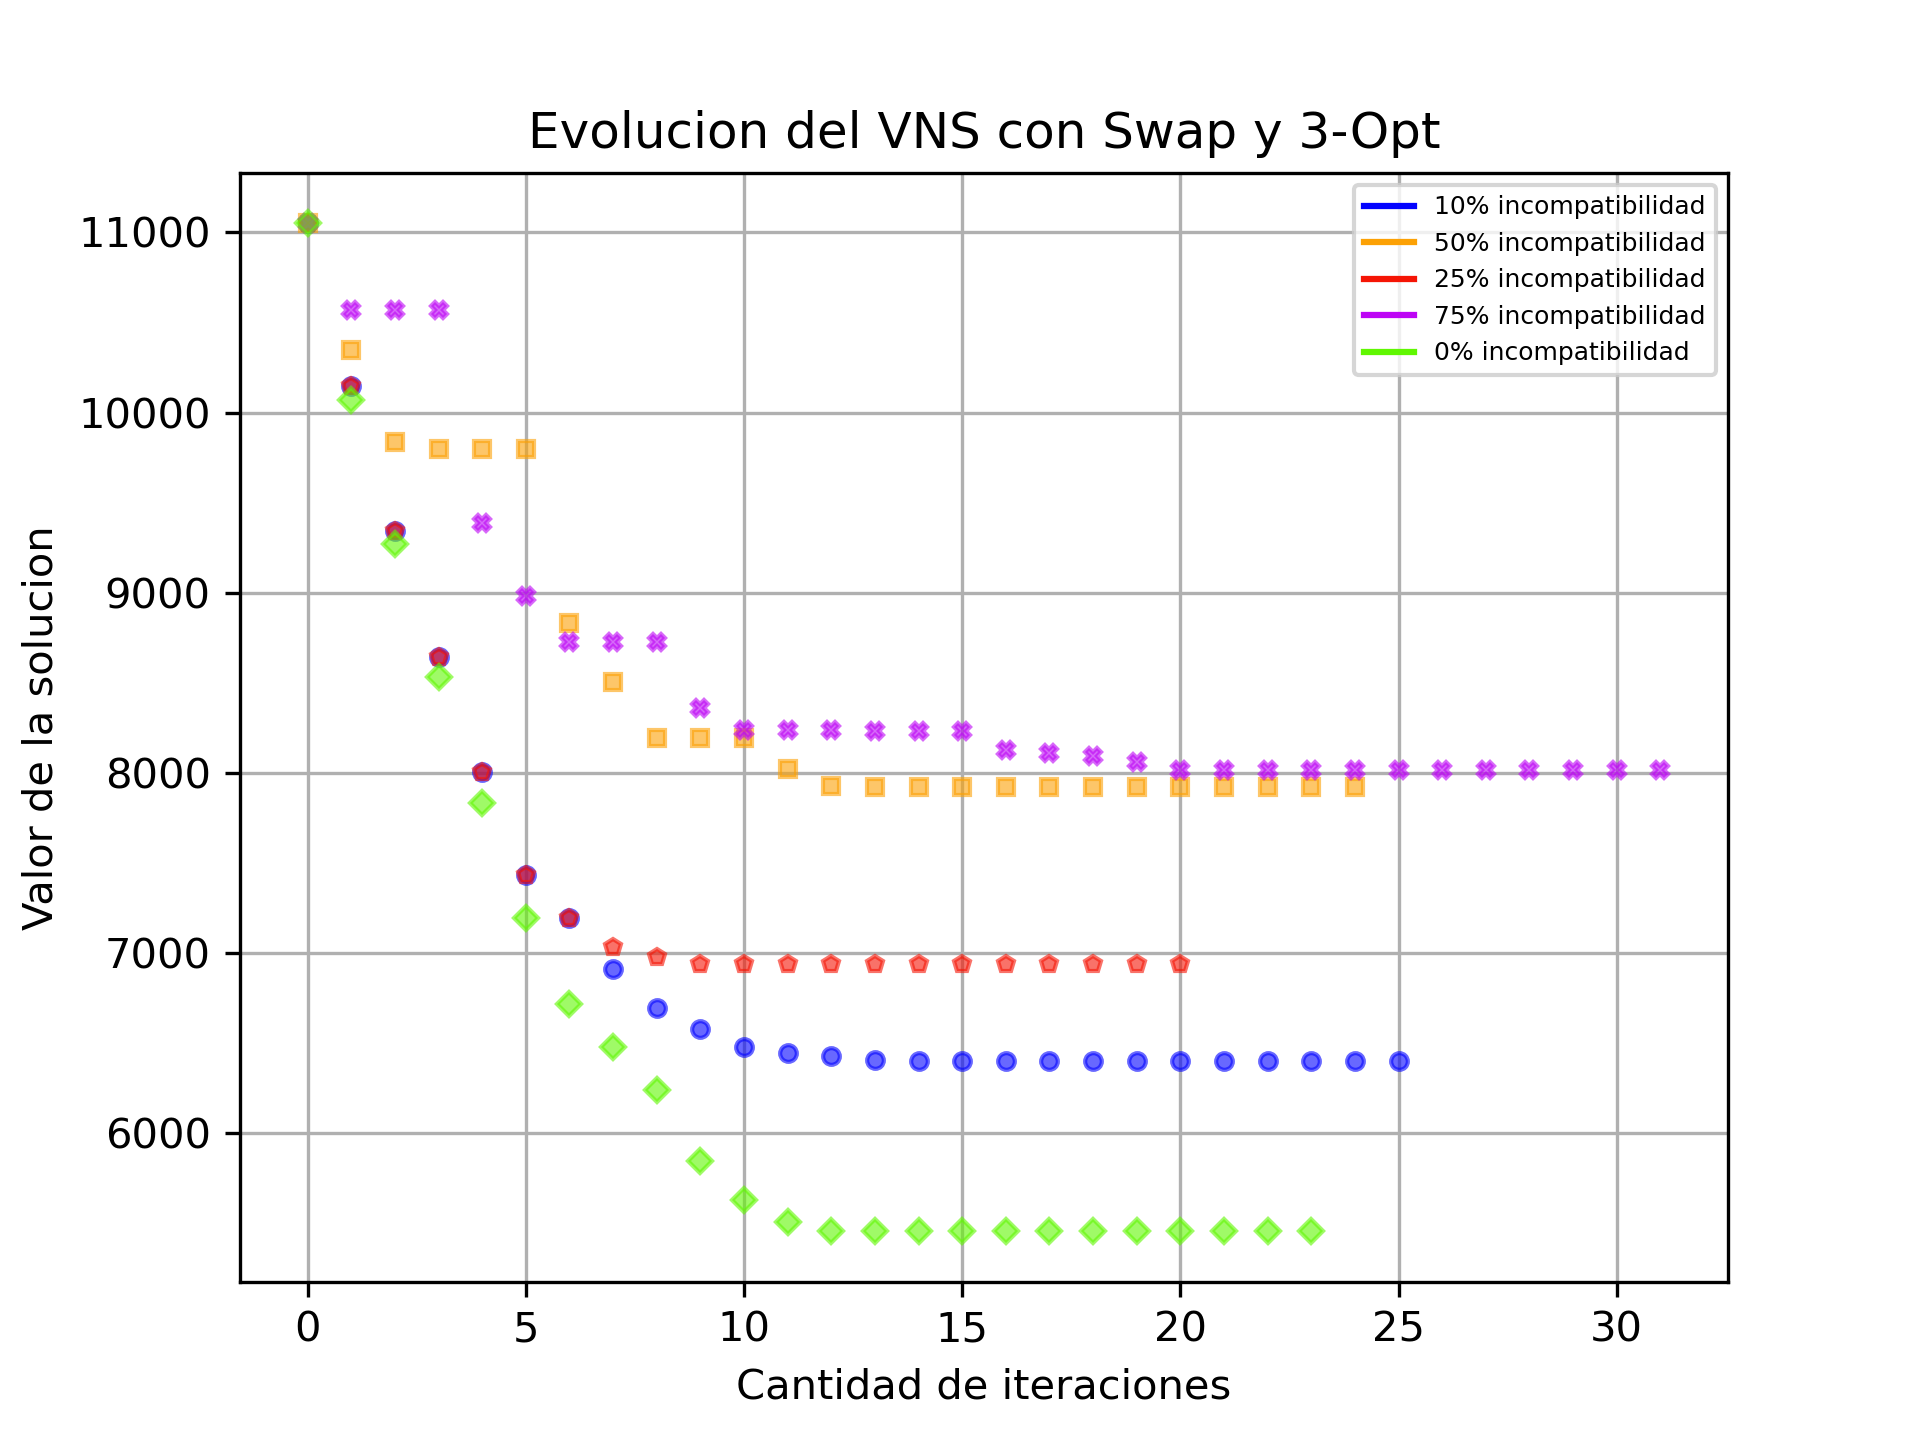 Evolucion del VNS con Swap y 3-Opt
10% incompatibilidad
50% incompatibilidad
25% incompatibilidad
75% incompatibilidad
0% incompatibilidad
Valor de la solucion
11000
10000
9000
8000
7000
6000
0 5 10 15 20 25 30
Cantidad de iteraciones